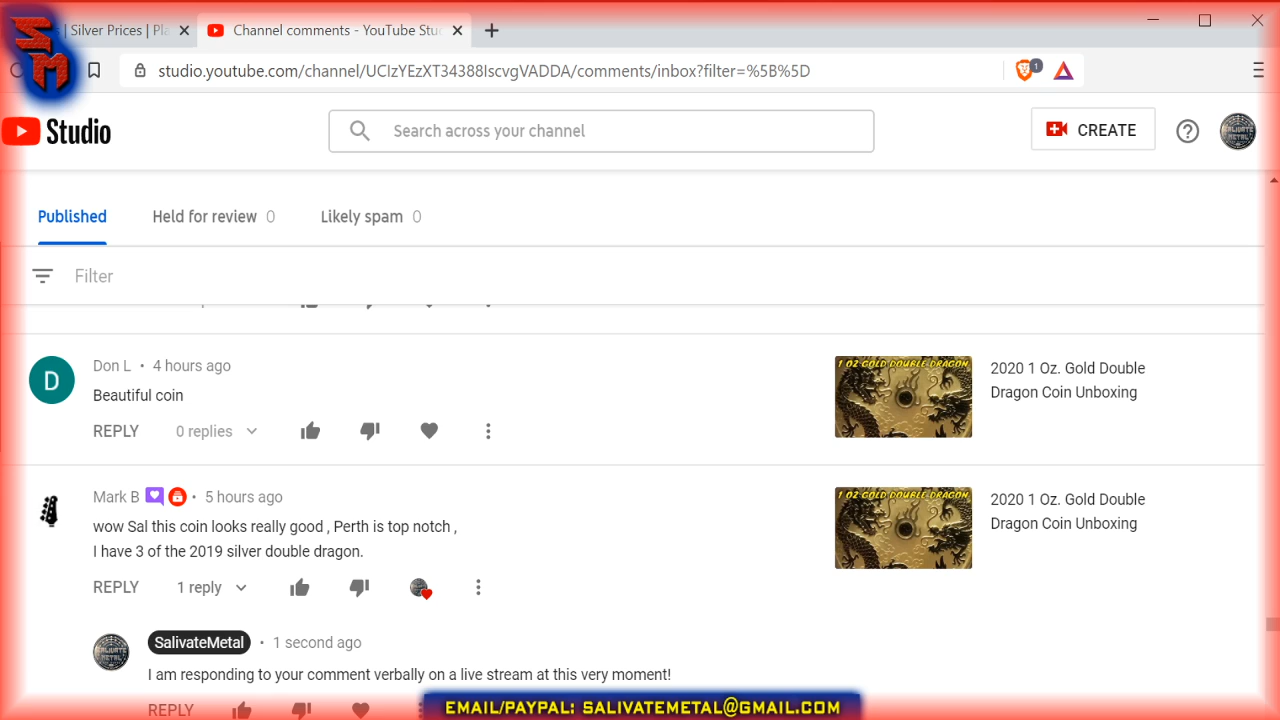 SM
| Silver Prices | Pla
Channel comments - YouTube Stu
studio.youtube.com/channel/UCIzYEzXT34388IscvgVADDA/comments/inbox?filter=%5B%5D
1
Studio
Search across your channel
CREATE
Published
Held for review 0
Likely spam 0
Filter
Don L • 4 hours ago
Beautiful coin
REPLY
0 replies
1 OZ GOLD DOUBLE DRAGON
2020 1 Oz. Gold Double
Dragon Coin Unboxing
D
Mark B • 5 hours ago
wow Sal this coin looks really good , Perth is top notch ,
I have 3 of the 2019 silver double dragon.
REPLY
1 reply
1 OZ GOLD DOUBLE DRAGON
2020 1 Oz. Gold Double
Dragon Coin Unboxing
SALIVATE METAL
SalivateMetal • 1 second ago
I am responding to your comment verbally on a live stream at this very moment!
REPLY
EMAIL/PAYPAL: SALIVATEMETAL@GMAIL.COM